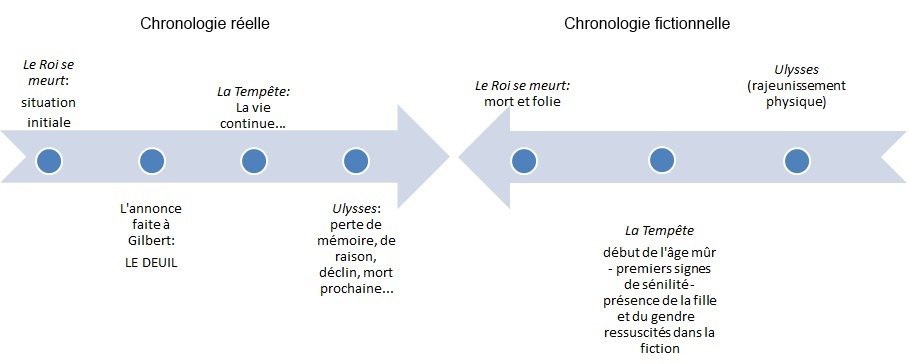 Chronologie réelle
Le Roi se
meurt:
situation
initiale
La Tempête:
La vie
continue...
L'annonce
faite à
Gilbert:
LE DEUIL
Ulysses:
perte de
mémoire, de
raison,
déclin, mort
prochaine...
Chronologie fictionnelle
Le Roi se meurt:
mort et folie
Ulysses
(rajeunissement
physique)
La Tempête
début de l'âge mûr
- premiers signes
de sénilité -
présence de la fille
et du gendre
ressuscités dans la
fiction